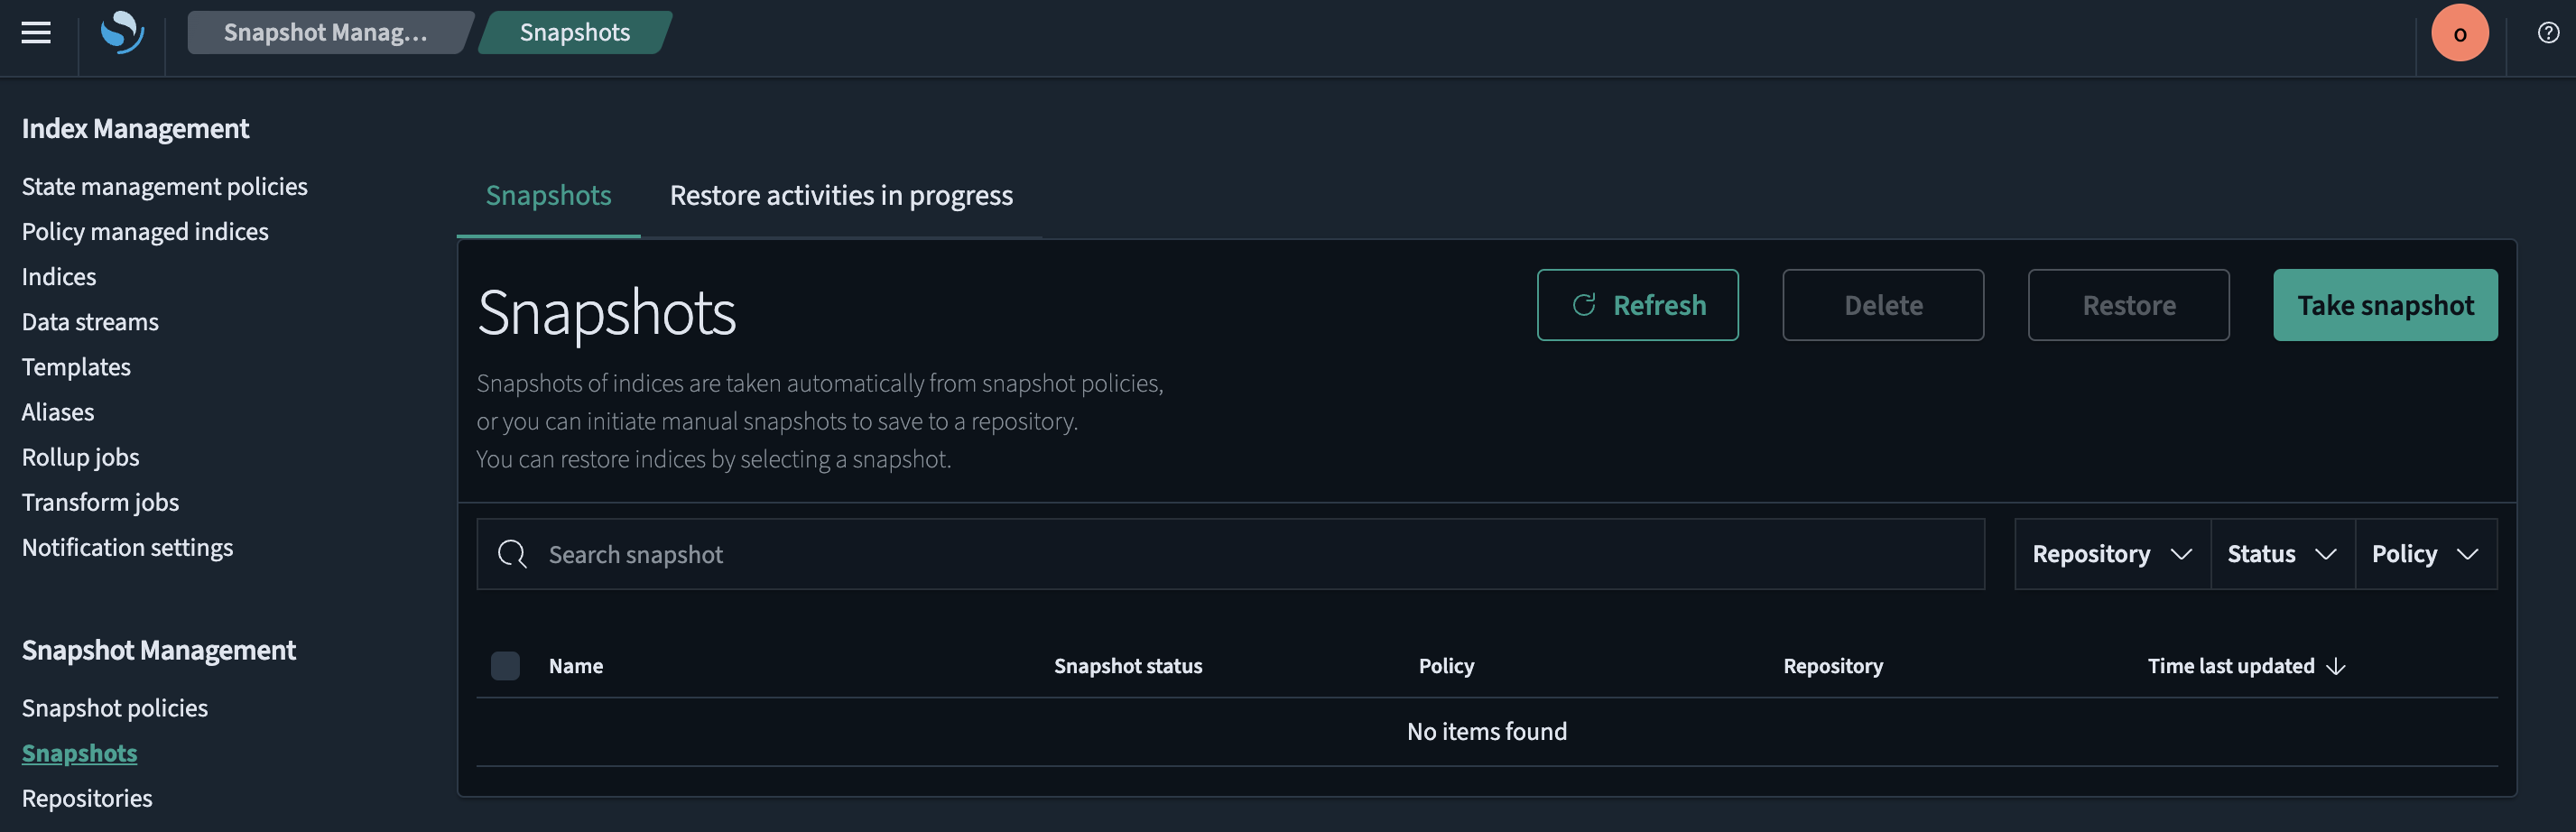 Snapshot Manag...
Snapshots
o
Index Management
State management policies
Policy managed indices
Indices
Data streams
Templates
Aliases
Rollup jobs
Transform jobs
Notification settings
Snapshot Management
Snapshot policies
Snapshots
Repositories
Snapshots
Restore activities in progress
Snapshots
Refresh
Delete
Restore
Take snapshot
Snapshots of indices are taken automatically from snapshot policies,
or you can initiate manual snapshots to save to a repository.
You can restore indices by selecting a snapshot.
Search snapshot
Repository
Status
Policy
Name
Snapshot status
Policy
Repository
Time last updated
No items found